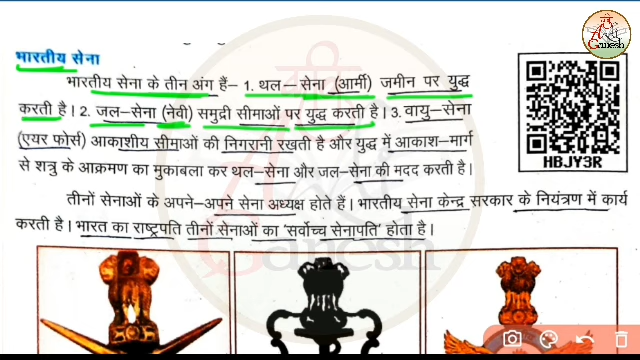 भारतीय सेना
भारतीय सेना के तीन अंग हैं– 1. थल–सेना (आर्मी) जमीन पर युद्ध
करती है। 2. जल–सेना (नेवी) समुद्री सीमाओं पर युद्ध करती है। 3. वायु–सेना
(एयर फोर्स) आकाशीय सीमाओं की निगरानी रखती है और युद्ध में आकाश–मार्ग
से शत्रु के आक्रमण का मुकाबला कर थल–सेना और जल–सेना की मदद करती है।
तीनों सेनाओं के अपने–अपने सेना अध्यक्ष होते हैं। भारतीय सेना केन्द्र सरकार के नियंत्रण में कार्य
करती है। भारत का राष्ट्रपति तीनों सेनाओं का 'सर्वोच्च सेनापति' होता है।
HBJY3R
Ganesh
Ganesh